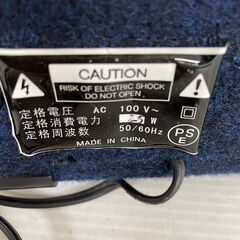 CAUTION
RISK OF ELECTRIC SHOCK
DO NOT OPEN
定格電圧 AC 100V~
定格消費電力 W
定格周波数 50/60Hz
PS
E
MADE IN CHINA